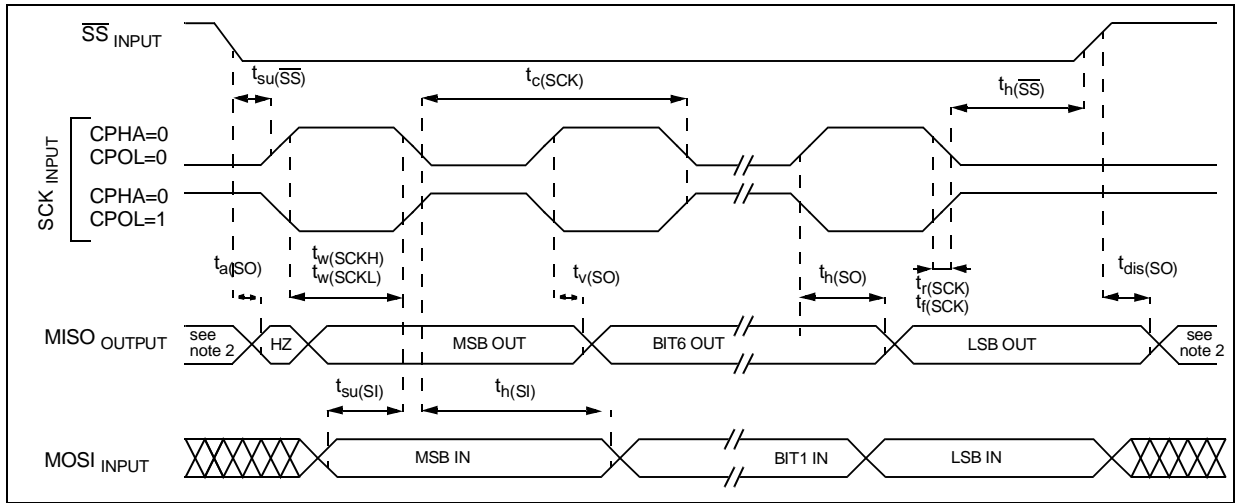 SS INPUT
tsu(SS)
tc(SCK)
th(SS)
SCK INPUT
CPHA=0
CPOL=0
CPHA=0
CPOL=1
ta(SO)
tw(SCKH)
tw(SCKL)
tv(SO)
th(SO)
tr(SCK)
tf(SCK)
tdis(SO)
MISO OUTPUT
see
note 2
HZ
MSB OUT
BIT6 OUT
LSB OUT
see
note 2
tsu(SI)
th(SI)
MOSI INPUT
MSB IN
BIT1 IN
LSB IN